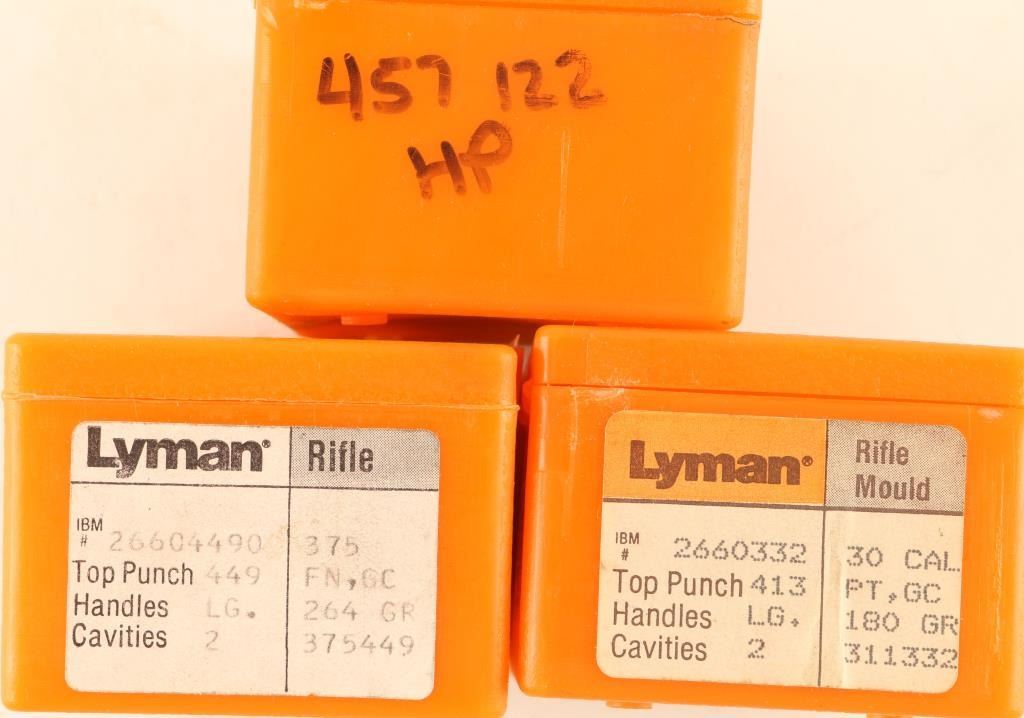 457 122
HP
Lyman® Rifle
IBM
# 26604490 375
Top Punch 449 FN,GC
Handles LG. 264 GR
Cavities 2 375449
Lyman® Rifle
Mould
IBM
# 2660332 30 CAL.
Top Punch 413 PT,GC
Handles LG. 180 GR
Cavities 2 311332